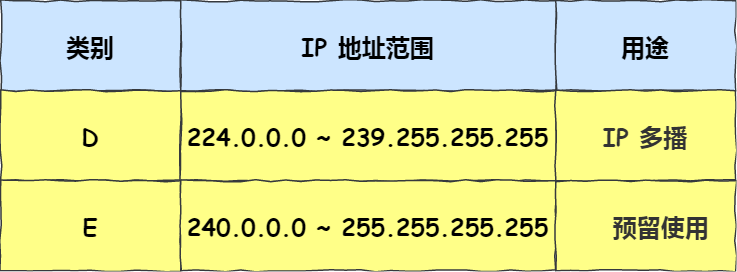 类别 IP 地址范围 用途
D 224.0.0.0 ~ 239.255.255.255 IP 多播
E 240.0.0.0 ~ 255.255.255.255 预留使用